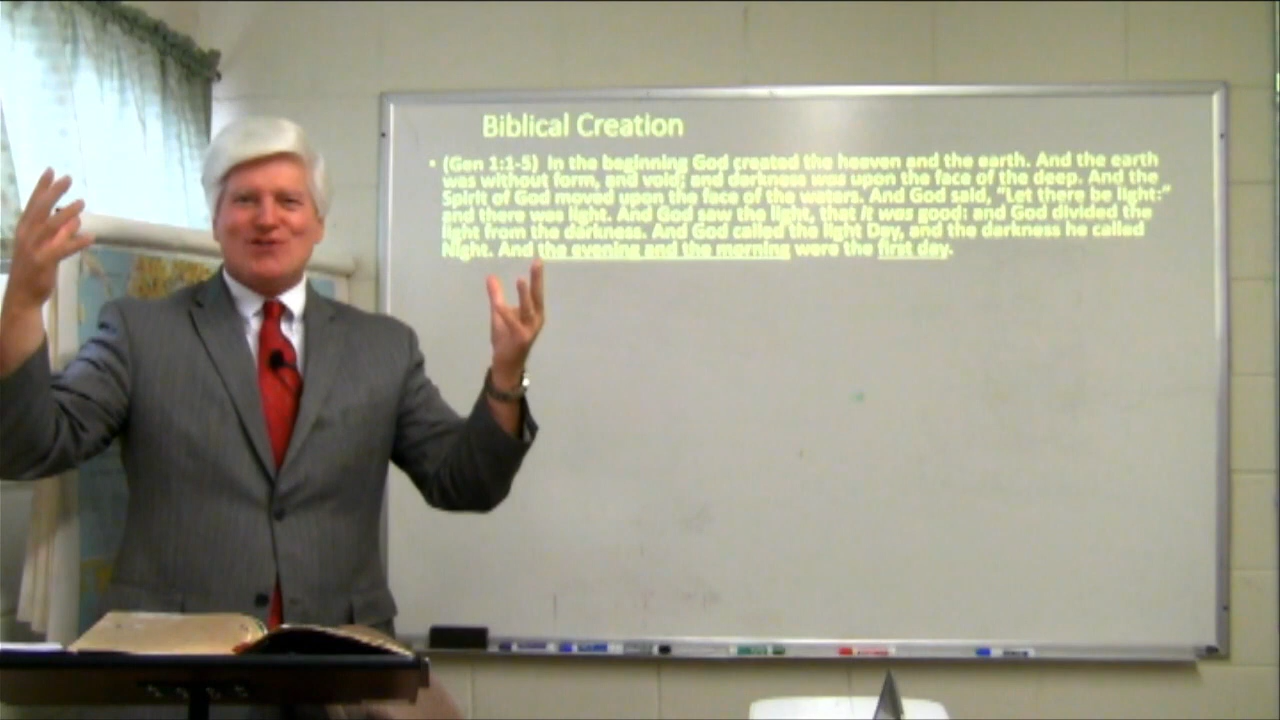 Biblical Creation
• (Gen 1:1-5) In the beginning God created the heaven and the earth. And the earth
was without form, and void; and darkness was upon the face of the deep. And the
Spirit of God moved upon the face of the waters. And God said, “Let there be light:”
and there was light. And God saw the light, that it was good: and God divided the
light from the darkness. And God called the light Day, and the darkness he called
Night. And the evening and the morning were the first day.